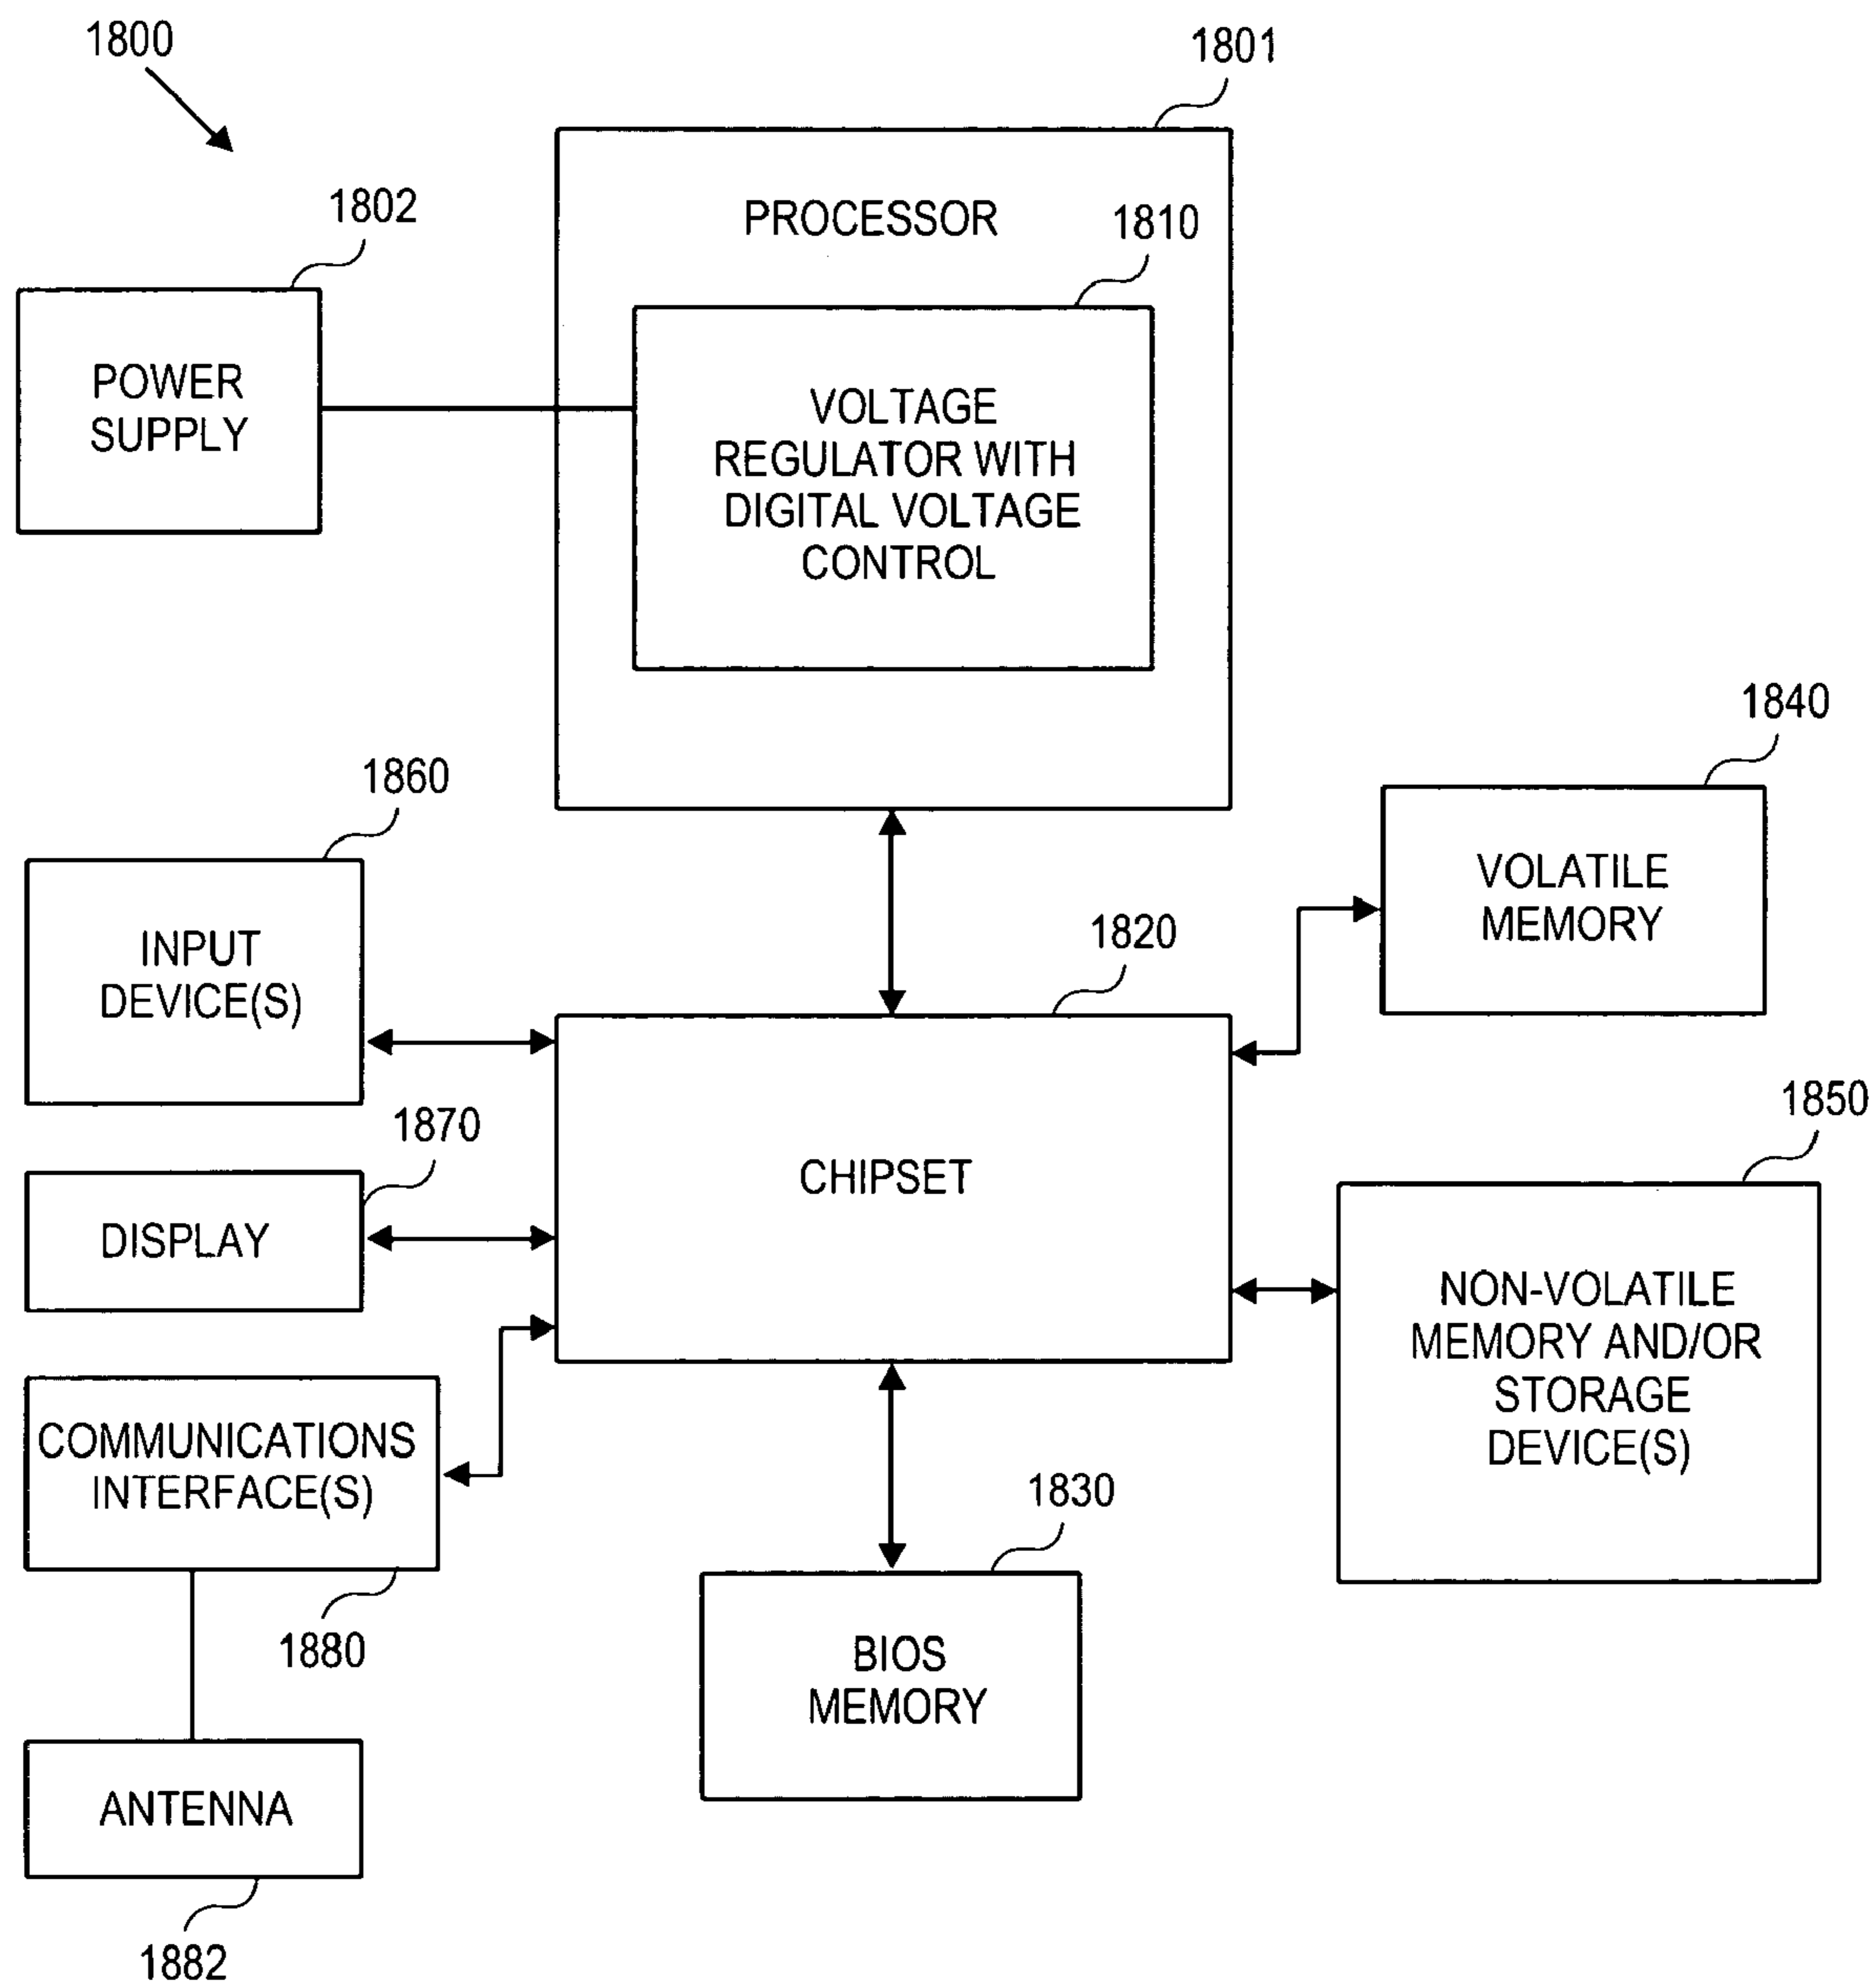 1800
1801
1802
PROCESSOR
1810
POWER
SUPPLY
VOLTAGE
REGULATOR WITH
DIGITAL VOLTAGE
CONTROL
1840
1860
VOLATILE
MEMORY
INPUT
DEVICE(S)
1820
1870
1850
CHIPSET
DISPLAY
NON-VOLATILE
MEMORY AND/OR
STORAGE
DEVICE(S)
COMMUNICATIONS
INTERFACE(S)
1830
1880
BIOS
MEMORY
ANTENNA
1882